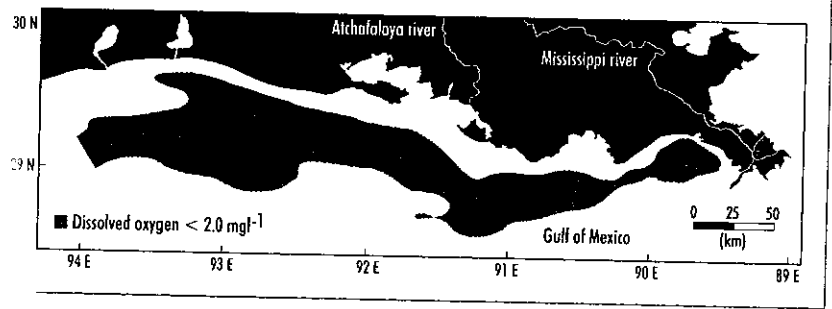 30 N
Atchafalaya river
Mississippi river
29 N
Dissolved oxygen < 2.0 mgl-1
0 25 50
(km)
Gulf of Mexico
94 E 93 E 92 E 91 E 90 E 89 E